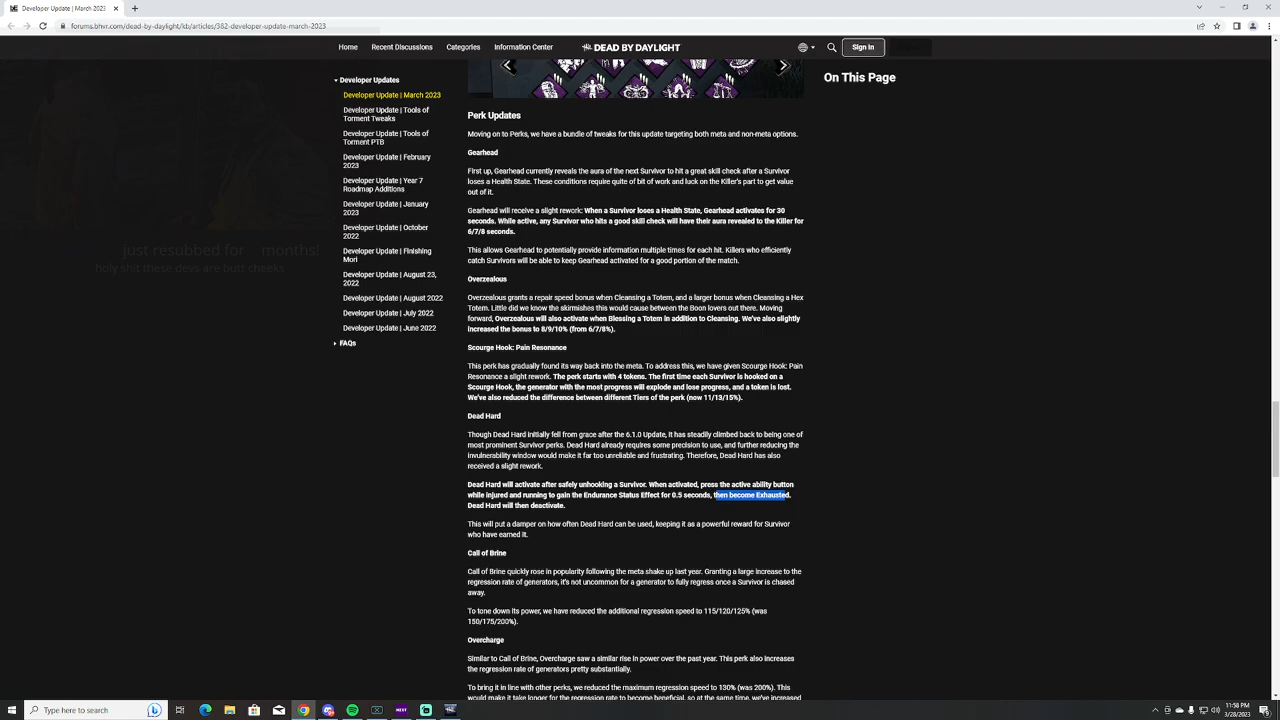 Developer Update | March 2023
forums.bhvr.com/dead-by-daylight/kb/articles/382-developer-update-march-2023
Home
Recent Discussions
Categories
Information Center
DEAD BY DAYLIGHT
Sign In
Developer Updates
Developer Update | March 2023
Developer Update | Tools of
Torment Tweaks
Developer Update | Tools of
Torment PTB
Developer Update | February
2023
Developer Update | Year 7
Roadmap Additions
Developer Update | January
2023
Developer Update | October
2022
Developer Update | Finishing
Mori
Developer Update | August 23,
2022
Developer Update | August 2022
Developer Update | July 2022
Developer Update | June 2022
FAQs
just resubbed for months!
holy shit these devs are butt cheeks
Perk Updates
Moving on to Perks, we have a bundle of tweaks for this update targeting both meta and non-meta options.
Gearhead
First up, Gearhead currently reveals the aura of the next Survivor to hit a great skill check after a Survivor
loses a Health State. These conditions require quite of bit of work and luck on the Killer's part to get value
out of it.
Gearhead will receive a slight rework: When a Survivor loses a Health State, Gearhead activates for 30
seconds. While active, any Survivor who hits a good skill check will have their aura revealed to the Killer for
6/7/8 seconds.
This allows Gearhead to potentially provide information multiple times for each hit. Killers who efficiently
catch Survivors will be able to keep Gearhead activated for a good portion of the match.
Overzealous
Overzealous grants a repair speed bonus when Cleansing a Totem, and a larger bonus when Cleansing a Hex
Totem. Little did we know the skirmishes this would cause between the Boon lovers out there. Moving
forward, Overzealous will also activate when Blessing a Totem in addition to Cleansing. We've also slightly
increased the bonus to 8/9/10% (from 6/7/8%).
Scourge Hook: Pain Resonance
This perk has gradually found its way back into the meta. To address this, we have given Scourge Hook: Pain
Resonance a slight rework. The perk starts with 4 tokens. The first time each Survivor is hooked on a
Scourge Hook, the generator with the most progress will explode and lose progress, and a token is lost.
We've also reduced the difference between different Tiers of the perk (now 11/13/15%).
Dead Hard
Though Dead Hard initially fell from grace after the 6.1.0 Update, it has steadily climbed back to being one of
most prominent Survivor perks. Dead Hard already requires some precision to use, and further reducing the
invulnerability window would make it far too unreliable and frustrating. Therefore, Dead Hard has also
received a slight rework.
Dead Hard will activate after safely unhooking a Survivor. When activated, press the active ability button
while injured and running to gain the Endurance Status Effect for 0.5 seconds, then become Exhausted.
Dead Hard will then deactivate.
This will put a damper on how often Dead Hard can be used, keeping it as a powerful reward for Survivor
who have earned it.
Call of Brine
Call of Brine quickly rose in popularity following the meta shake up last year. Granting a large increase to the
regression rate of generators, it's not uncommon for a generator to fully regress once a Survivor is chased
away.
To tone down its power, we have reduced the additional regression speed to 115/120/125% (was
150/175/200%).
Overcharge
Similar to Call of Brine, Overcharge saw a similar rise in power over the past year. This perk also increases
the regression rate of generators pretty substantially.
To bring it in line with other perks, we reduced the maximum regression speed to 130% (was 200%). This
would make it take longer for the regression rate to become beneficial, so at the same time, we've increased
On This Page
Type here to search
NEXT
11:58 PM
3/28/2023